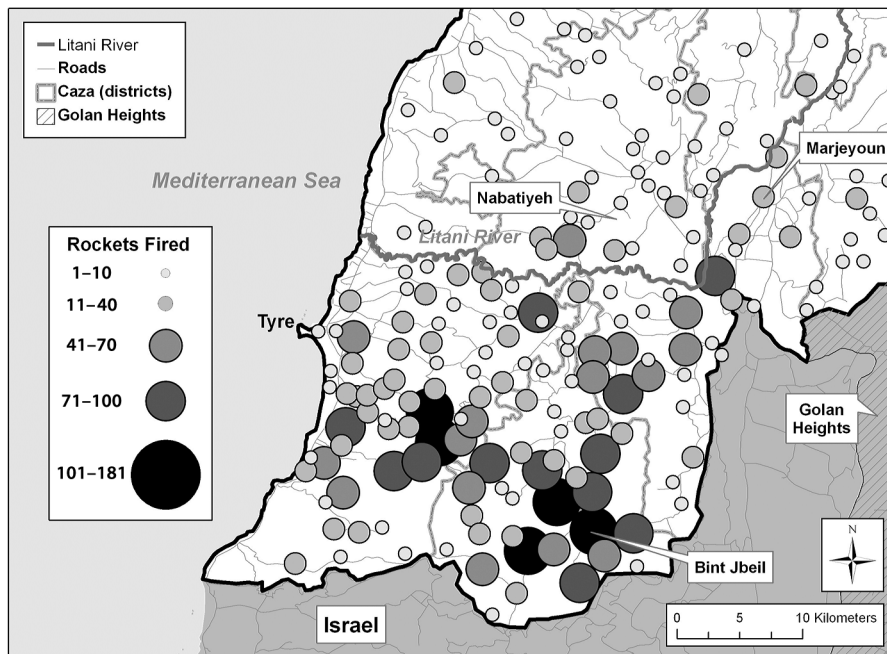 Litani River
Roads
Caza (districts)
Golan Heights
Marjeyoun
Mediterranean Sea
Nabatiyeh
Litani River
Rockets Fired
1–10
11–40
41–70
71–100
101–181
Tyre
Golan
Heights
N
Bint Jbeil
Israel
0 5 10 Kilometers